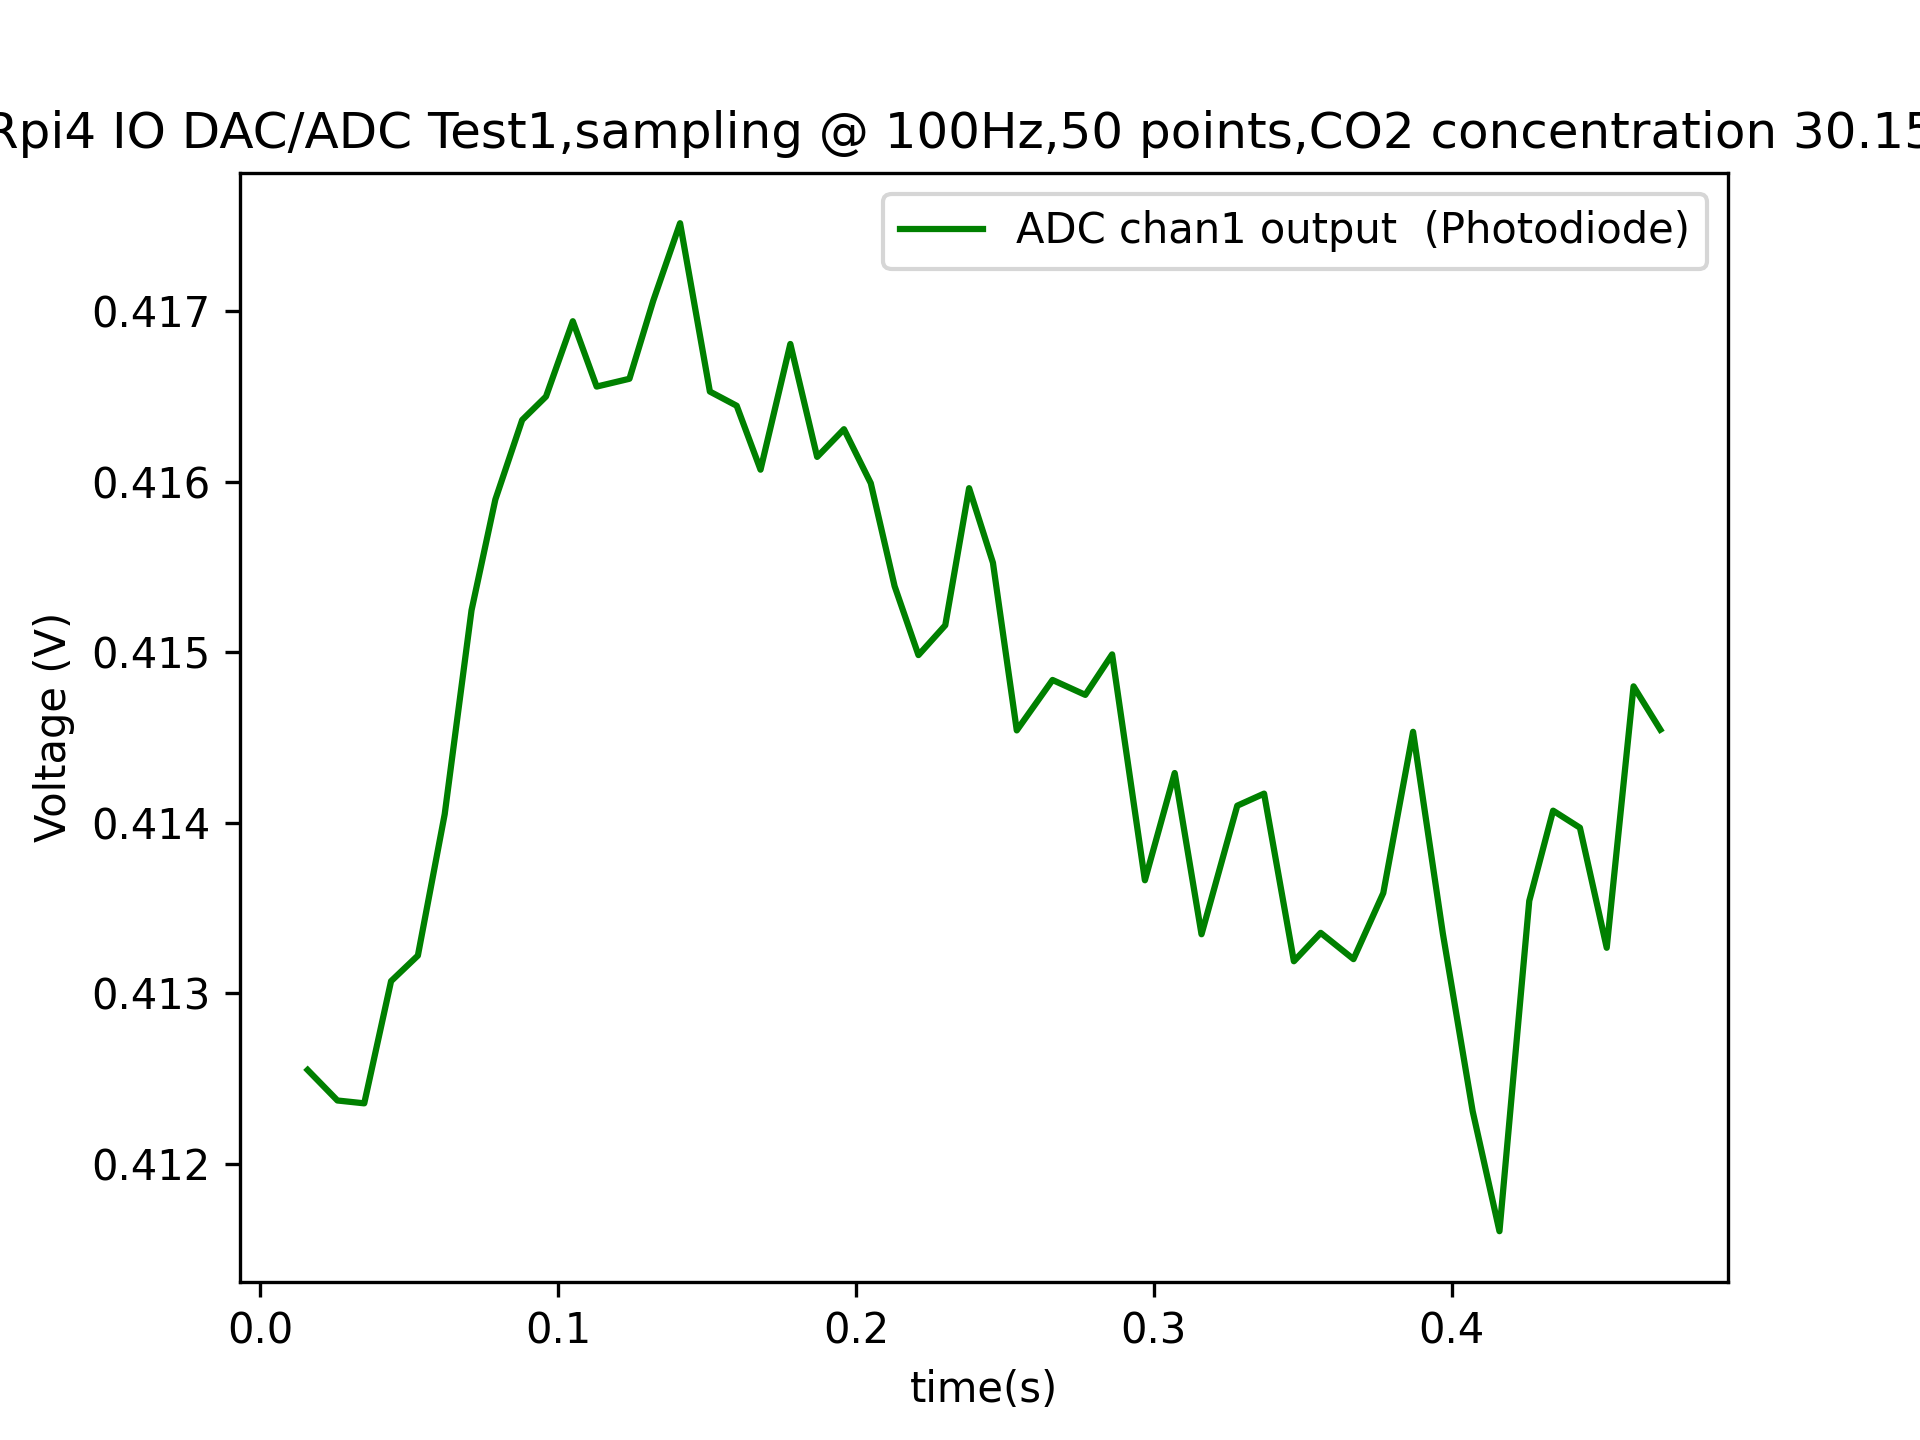 Rpi4 IO DAC/ADC Test1,sampling @ 100Hz,50 points,CO2 concentration 30.15
ADC chan1 output (Photodiode)
0.417
0.416
0.415
0.414
0.413
0.412
Voltage (V)
0.0 0.1 0.2 0.3 0.4
time(s)